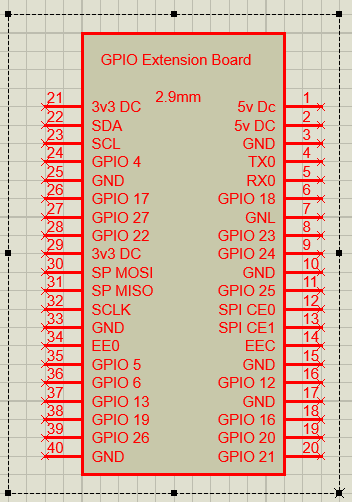 GPIO Extension Board
2.9mm
21 3v3 DC 5v Dc 1
22 SDA 5v DC 2
23 SCL GND 3
24 GPIO 4 TX0 4
25 GND RX0 5
26 GPIO 17 GPIO 18 6
27 GPIO 27 GNL 7
28 GPIO 22 GPIO 23 8
29 3v3 DC GPIO 24 9
30 SP MOSI GND 10
31 SP MISO GPIO 25 11
32 SCLK SPI CE0 12
33 GND SPI CE1 13
34 EE0 EEC 14
35 GPIO 5 GND 15
36 GPIO 6 GPIO 12 16
37 GPIO 13 GND 17
38 GPIO 19 GPIO 16 18
39 GPIO 26 GPIO 20 19
40 GND GPIO 21 20